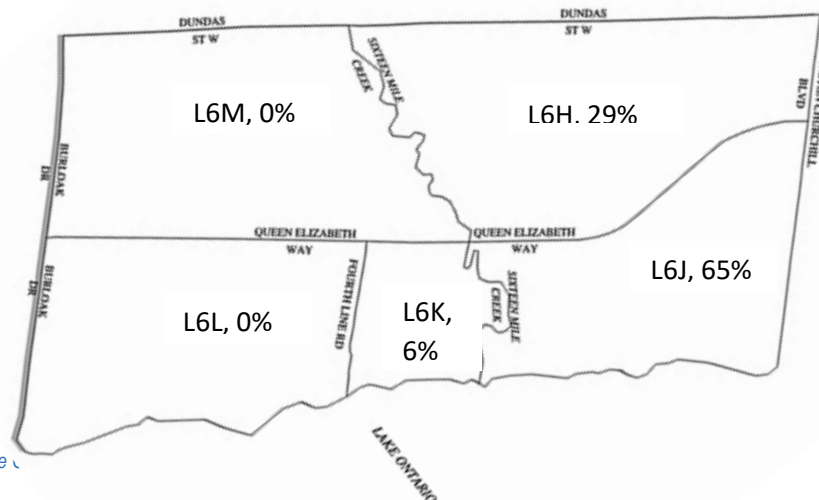 DUNDAS
ST W
DUNDAS
ST W
SIXTEEN MILE
CREEK
L6M, 0%
L6H, 29%
BLVD
CHURCHILL
BURLOAK
DR
QUEEN ELIZABETH
WAY
QUEEN ELIZABETH
WAY
BURLOAK
DR
FOURTH LINE RD
SIXTEEN MILE
CREEK
L6J, 65%
L6L, 0%
L6K,
6%
LAKE ONTARIO